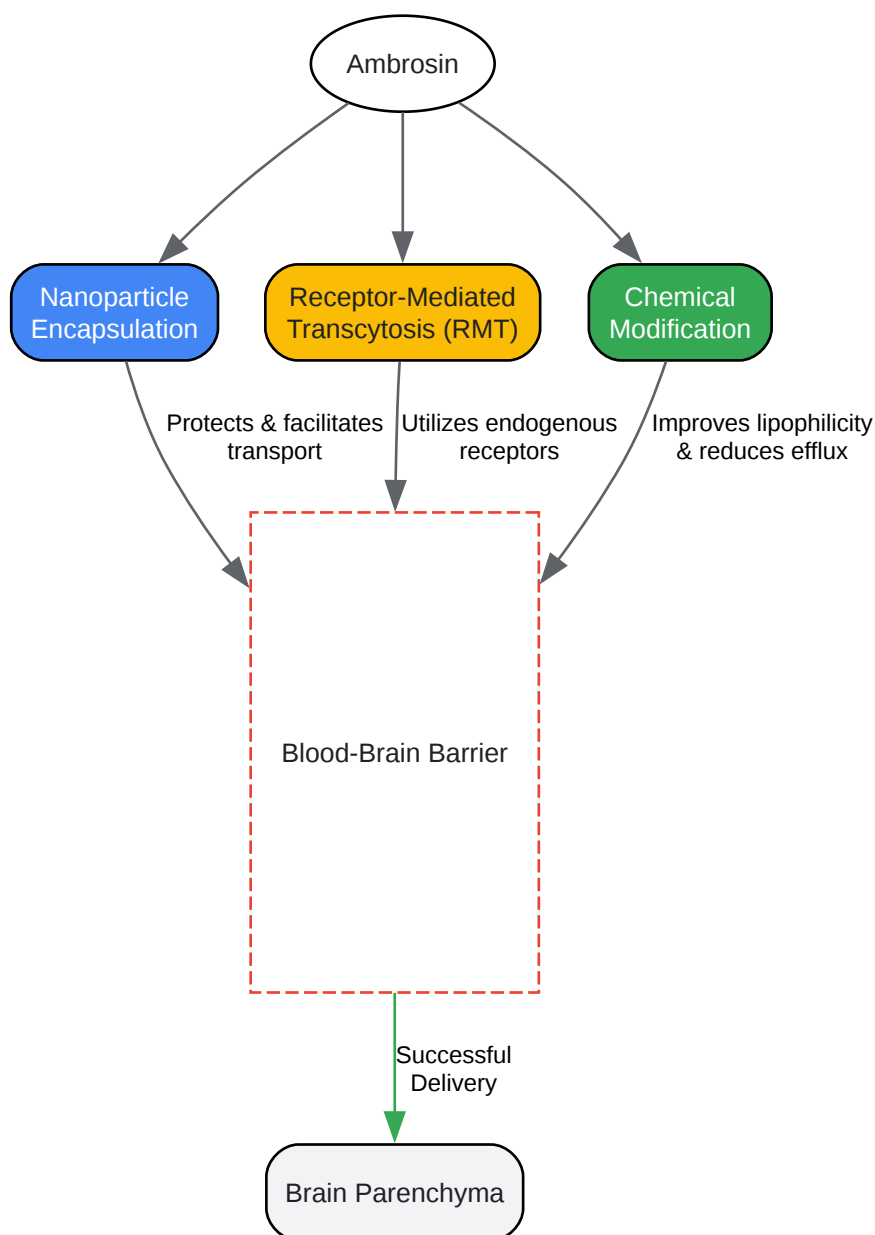 Ambrosin
Nanoparticle
Encapsulation
Receptor-Mediated
Transcytosis (RMT)
Chemical
Modification
Protects & facilitates
transport
Utilizes endogenous
receptors
Improves lipophilicity
& reduces efflux
Blood-Brain Barrier
Successful
Delivery
Brain Parenchyma